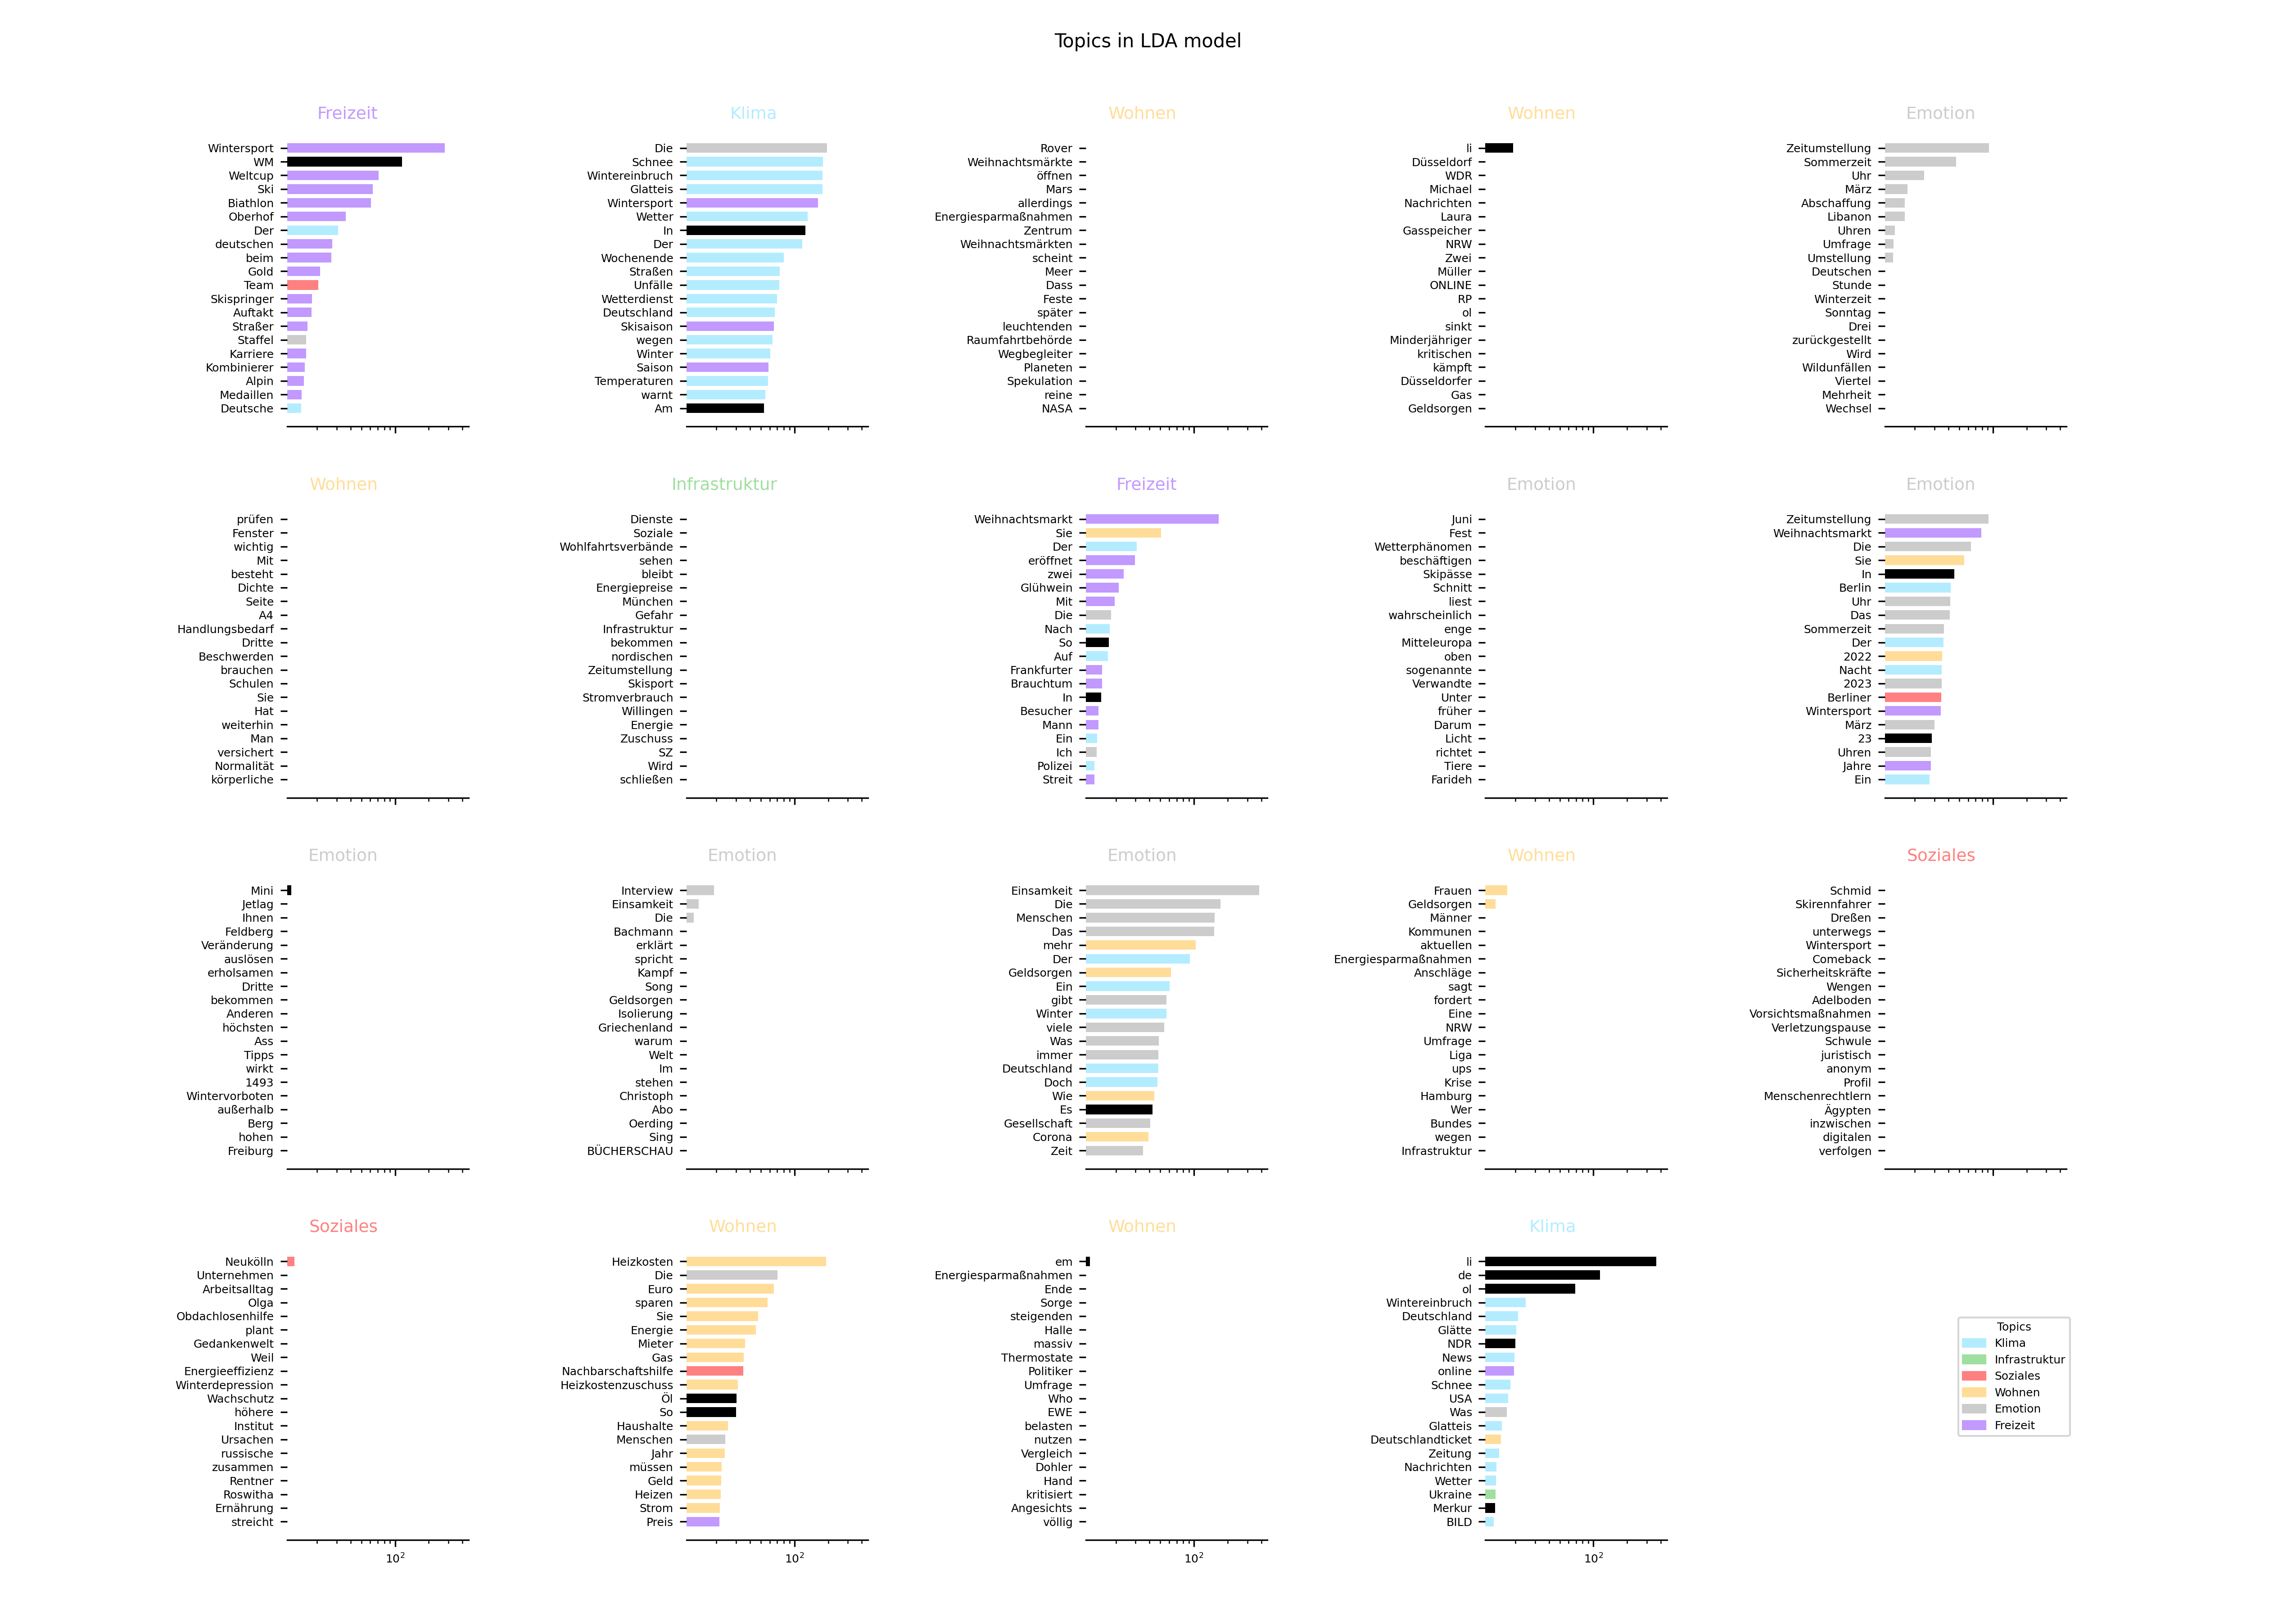 Topics in LDA model
Freizeit
Wintersport
WM
Weltcup
Ski
Biathlon
Oberhof
Der
deutschen
beim
Gold
Team
Skispringer
Auftakt
Straßer
Staffel
Karriere
Kombinierer
Alpin
Medaillen
Deutsche
Klima
Die
Schnee
Wintereinbruch
Glatteis
Wintersport
Wetter
In
Der
Wochenende
Straßen
Unfälle
Wetterdienst
Deutschland
Skisaison
wegen
Winter
Saison
Temperaturen
warnt
Am
Wohnen
Rover
Weihnachtsmärkte
öffnen
Mars
allerdings
Energiesparmaßnahmen
Zentrum
Weihnachtsmärkten
scheint
Meer
Dass
Feste
später
leuchtenden
Raumfahrtbehörde
Wegbegleiter
Planeten
Spekulation
reine
NASA
Wohnen
li
Düsseldorf
WDR
Michael
Nachrichten
Laura
Gasspeicher
NRW
Zwei
Müller
ONLINE
RP
ol
sinkt
Minderjähriger
kritischen
kämpft
Düsseldorfer
Gas
Geldsorgen
Emotion
Zeitumstellung
Sommerzeit
Uhr
März
Abschaffung
Libanon
Uhren
Umfrage
Umstellung
Deutschen
Stunde
Winterzeit
Sonntag
Drei
zurückgestellt
Wird
Wildunfällen
Viertel
Mehrheit
Wechsel
Wohnen
prüfen
Fenster
wichtig
Mit
besteht
Dichte
Seite
A4
Handlungsbedarf
Dritte
Beschwerden
brauchen
Schulen
Sie
Hat
weiterhin
Man
versichert
Normalität
körperliche
Infrastruktur
Dienste
Soziale
Wohlfahrtsverbände
sehen
bleibt
Energiepreise
München
Gefahr
Infrastruktur
bekommen
nordischen
Zeitumstellung
Skisport
Stromverbrauch
Willingen
Energie
Zuschuss
SZ
Wird
schließen
Freizeit
Weihnachtsmarkt
Sie
Der
eröffnet
zwei
Glühwein
Mit
Die
Nach
So
Auf
Frankfurter
Brauchtum
In
Besucher
Mann
Ein
Ich
Polizei
Streit
Emotion
Juni
Fest
Wetterphänomen
beschäftigen
Skipässe
Schnitt
liest
wahrscheinlich
enge
Mitteleuropa
oben
sogenannte
Verwandte
Unter
früher
Darum
Licht
richtet
Tiere
Farideh
Emotion
Zeitumstellung
Weihnachtsmarkt
Die
Sie
In
Berlin
Uhr
Das
Sommerzeit
Der
2022
Nacht
2023
Berliner
Wintersport
März
23
Uhren
Jahre
Ein
Emotion
Mini
Jetlag
Ihnen
Feldberg
Veränderung
auslösen
erholsamen
Dritte
bekommen
Anderen
höchsten
Ass
Tipps
wirkt
1493
Wintervorboten
außerhalb
Berg
hohen
Freiburg
Emotion
Interview
Einsamkeit
Die
Bachmann
erklärt
spricht
Kampf
Song
Geldsorgen
Isolierung
Griechenland
warum
Welt
Im
stehen
Christoph
Abo
Oerding
Sing
BÜCHERSCHAU
Emotion
Einsamkeit
Die
Menschen
Das
mehr
Der
Geldsorgen
Ein
gibt
Winter
viele
Was
immer
Deutschland
Doch
Wie
Es
Gesellschaft
Corona
Zeit
Wohnen
Frauen
Geldsorgen
Männer
Kommunen
aktuellen
Energiesparmaßnahmen
Anschläge
sagt
fordert
Eine
NRW
Umfrage
Liga
ups
Krise
Hamburg
Wer
Bundes
wegen
Infrastruktur
Soziales
Schmid
Skirennfahrer
Dreßen
unterwegs
Wintersport
Comeback
Sicherheitskräfte
Wengen
Adelboden
Vorsichtsmaßnahmen
Verletzungspause
Schwule
juristisch
anonym
Profil
Menschenrechtlern
Ägypten
inzwischen
digitalen
verfolgen
Soziales
Neukölln
Unternehmen
Arbeitsalltag
Olga
Obdachlosenhilfe
plant
Gedankenwelt
Weil
Energieeffizienz
Winterdepression
Wachschutz
höhere
Institut
Ursachen
russische
zusammen
Rentner
Roswitha
Ernährung
streicht
10²
Wohnen
Heizkosten
Die
Euro
sparen
Sie
Energie
Mieter
Gas
Nachbarschaftshilfe
Heizkostenzuschuss
Öl
So
Haushalte
Menschen
Jahr
müssen
Geld
Heizen
Strom
Preis
10²
Wohnen
em
Energiesparmaßnahmen
Ende
Sorge
steigenden
Halle
massiv
Thermostate
Politiker
Umfrage
Who
EWE
belasten
nutzen
Vergleich
Dohler
Hand
kritisiert
Angesichts
völlig
10²
Klima
li
de
ol
Wintereinbruch
Deutschland
Glätte
NDR
News
online
Schnee
USA
Was
Glatteis
Deutschlandticket
Zeitung
Nachrichten
Wetter
Ukraine
Merkur
BILD
10²
Topics
Klima
Infrastruktur
Soziales
Wohnen
Emotion
Freizeit